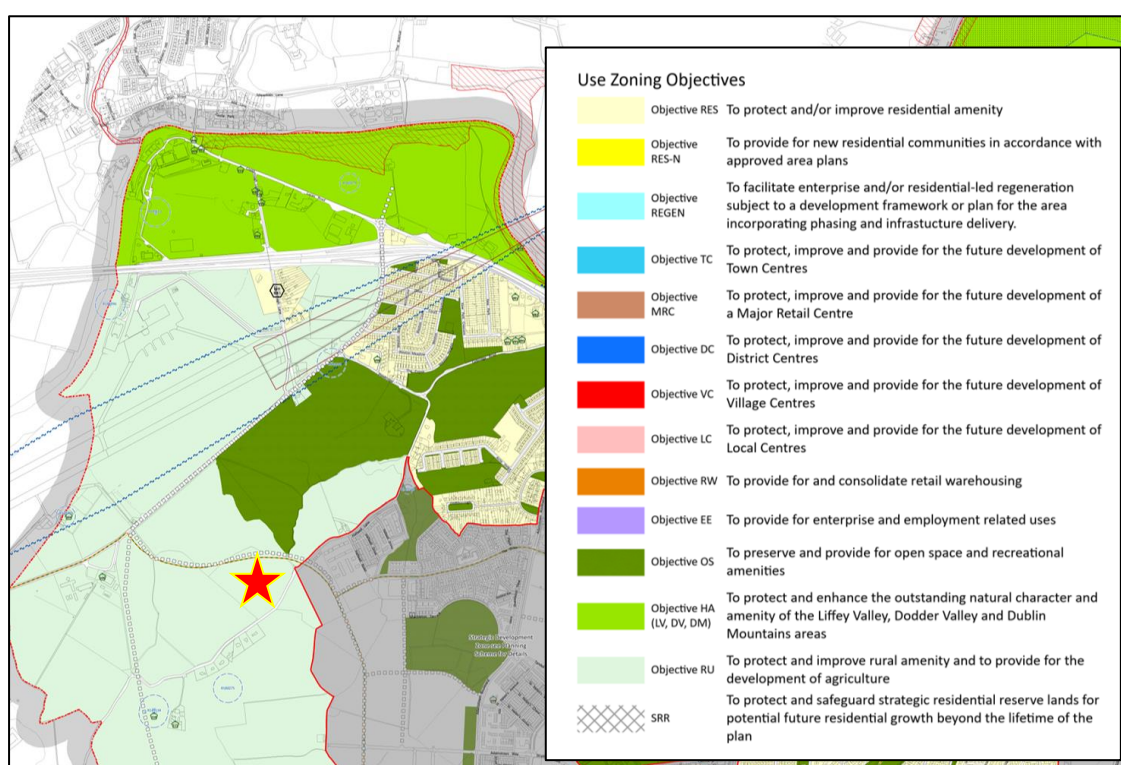 Use Zoning Objectives
Objective RES To protect and/or improve residential amenity
Objective
RES-N
To provide for new residential communities in accordance with
approved area plans
Objective
REGEN
To facilitate enterprise and/or residential-led regeneration
subject to a development framework or plan for the area
incorporating phasing and infrastucture delivery.
Objective TC
To protect, improve and provide for the future development of
Town Centres
Objective
MRC
To protect, improve and provide for the future development of
a Major Retail Centre
Objective DC
To protect, improve and provide for the future development of
District Centres
Objective VC
To protect, improve and provide for the future development of
Village Centres
Objective LC
To protect, improve and provide for the future development of
Local Centres
Objective RW To provide for and consolidate retail warehousing
Objective EE To provide for enterprise and employment related uses
Objective OS
To preserve and provide for open space and recreational
amenities
Objective HA
(LV, DV, DM)
To protect and enhance the outstanding natural character and
amenity of the Liffey Valley, Dodder Valley and Dublin
Mountains areas
Objective RU
To protect and improve rural amenity and to provide for the
development of agriculture
SRR
To protect and safeguard strategic residential reserve lands for
potential future residential growth beyond the lifetime of the
plan
Strategic Development
Zone see Planning
Scheme for Details